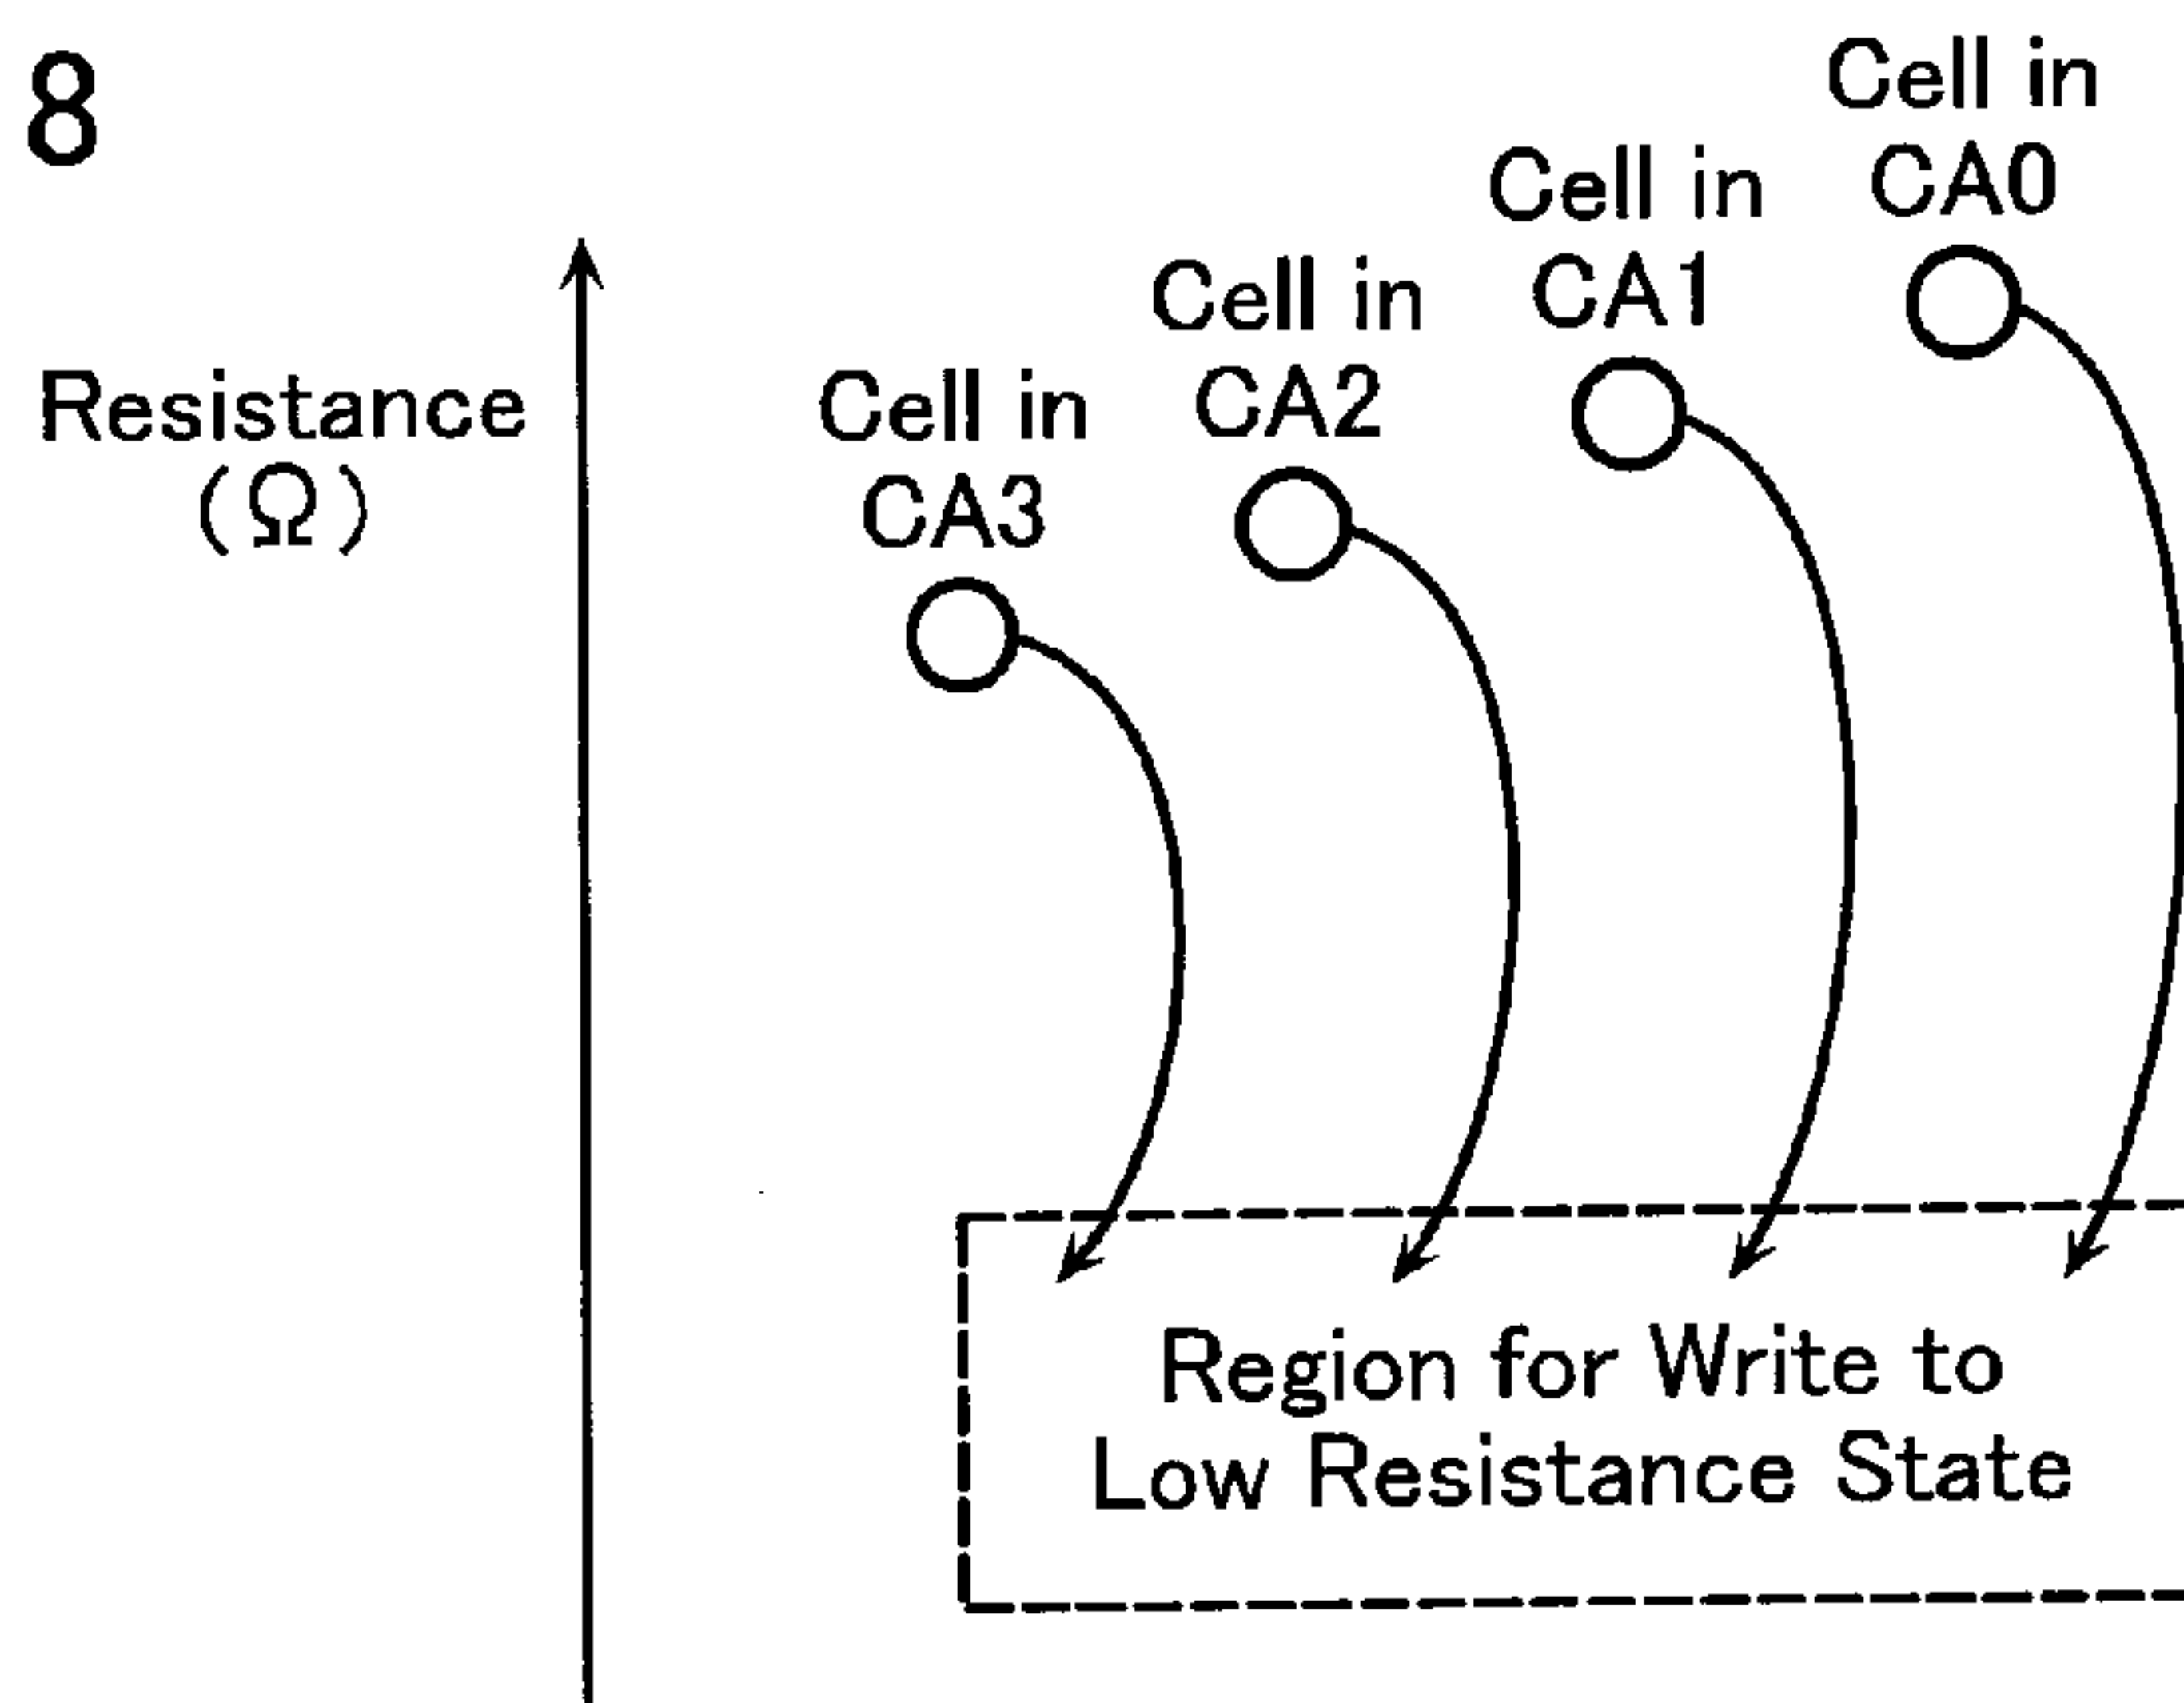 8
Cell in
CA0
Cell in
CA1
Cell in
CA2
Cell in
CA3
Resistance
(Ω)
Region for Write to
Low Resistance State